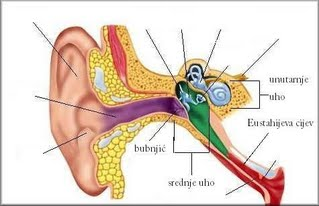 unutarnje
uho
Eustahijeva cijev
bubnjić
srednje uho